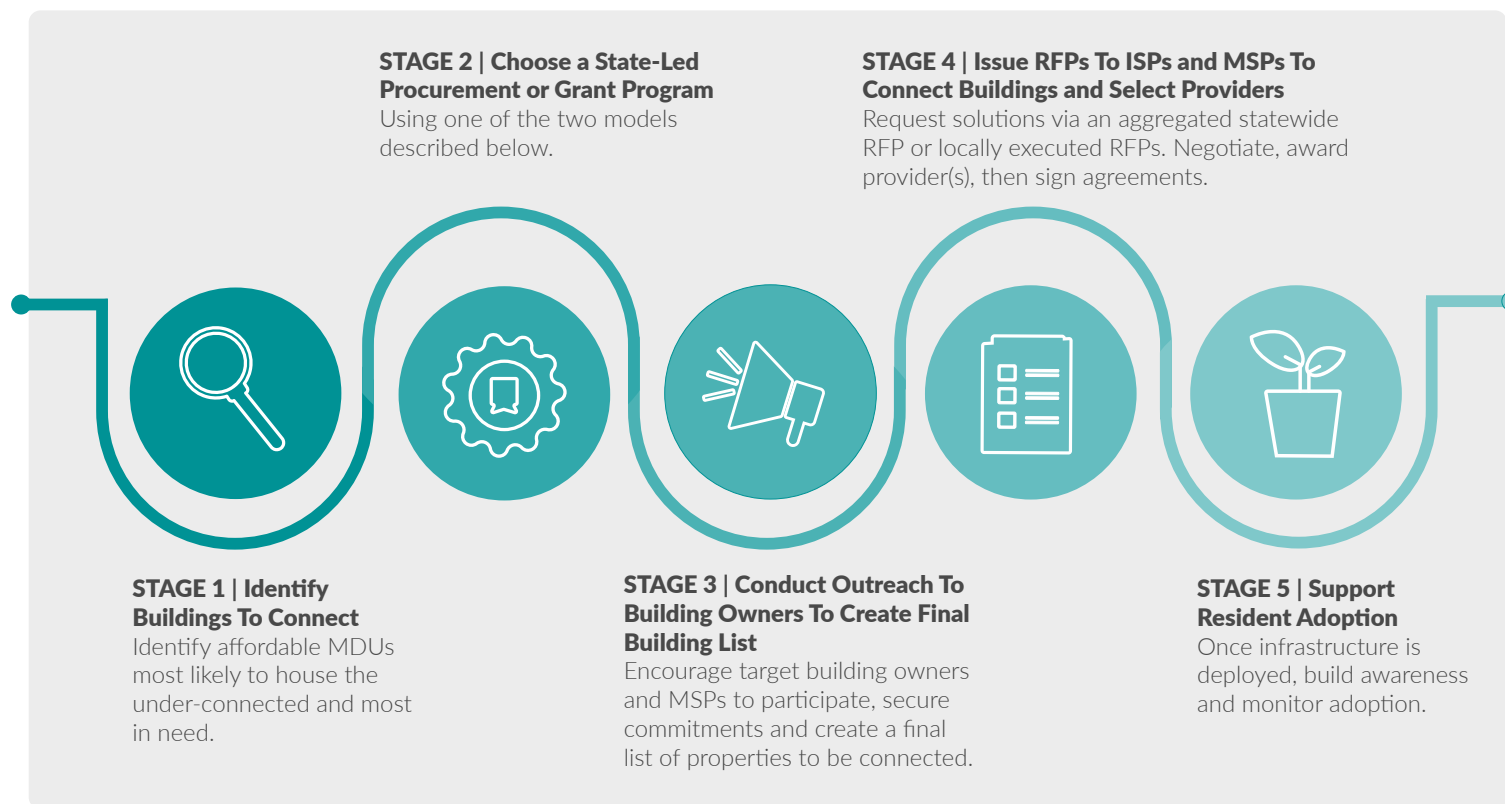 STAGE 1 | Identify
Buildings To Connect
Identify affordable MDUs
most likely to house the
under-connected and most
in need.
STAGE 2 | Choose a State-Led
Procurement or Grant Program
Using one of the two models
described below.
STAGE 3 | Conduct Outreach To
Building Owners To Create Final
Building List
Encourage target building owners
and MSPs to participate, secure
commitments and create a final
list of properties to be connected.
STAGE 4 | Issue RFPs To ISPs and MSPs To
Connect Buildings and Select Providers
Request solutions via an aggregated statewide
RFP or locally executed RFPs. Negotiate, award
provider(s), then sign agreements.
STAGE 5 | Support
Resident Adoption
Once infrastructure is
deployed, build awareness
and monitor adoption.